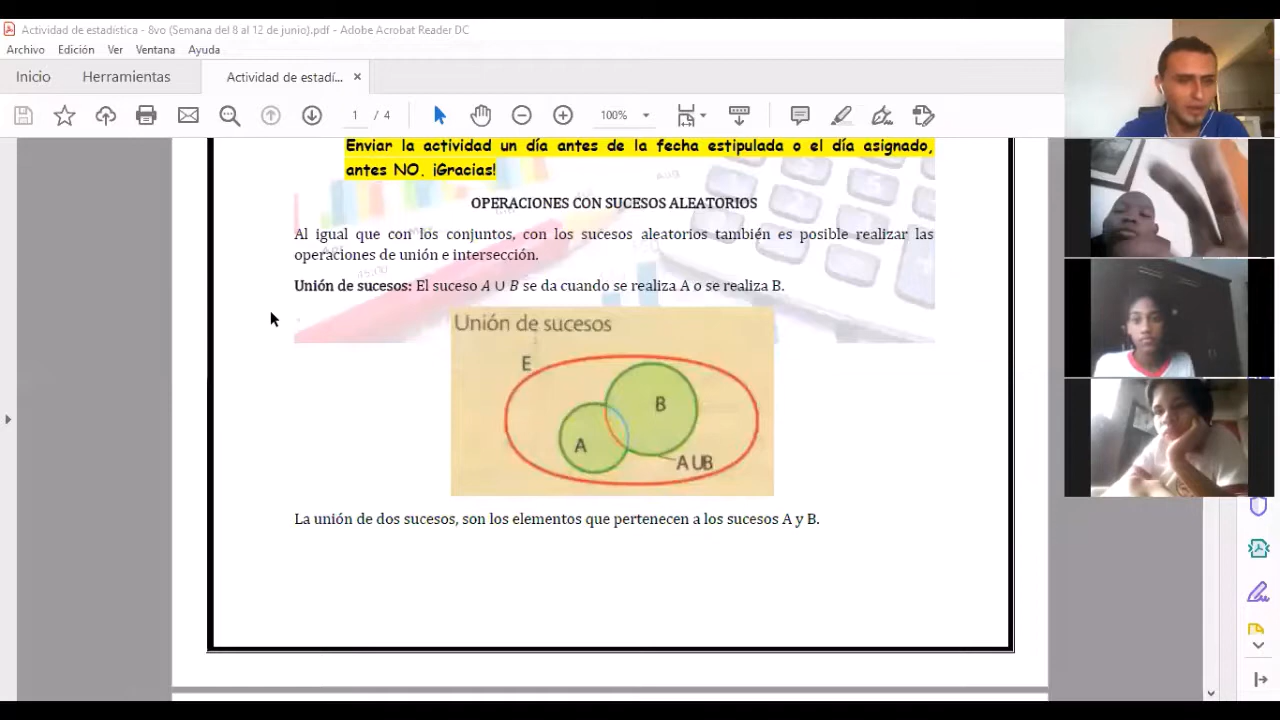 Actividad de estadística - 8vo (Semana del 8 al 12 de junio).pdf - Adobe Acrobat Reader DC
Archivo Edición Ver Ventana Ayuda
Inicio Herramientas Actividad de estadí... ×
1 / 4 100%
Enviar la actividad un día antes de la fecha estipulada o el día asignado,
antes NO. ¡Gracias!
OPERACIONES CON SUCESOS ALEATORIOS
Al igual que con los conjuntos, con los sucesos aleatorios también es posible realizar las
operaciones de unión e intersección.
Unión de sucesos: El suceso A ∪ B se da cuando se realiza A o se realiza B.
Unión de sucesos
E
B
A
A UB
La unión de dos sucesos, son los elementos que pertenecen a los sucesos A y B.